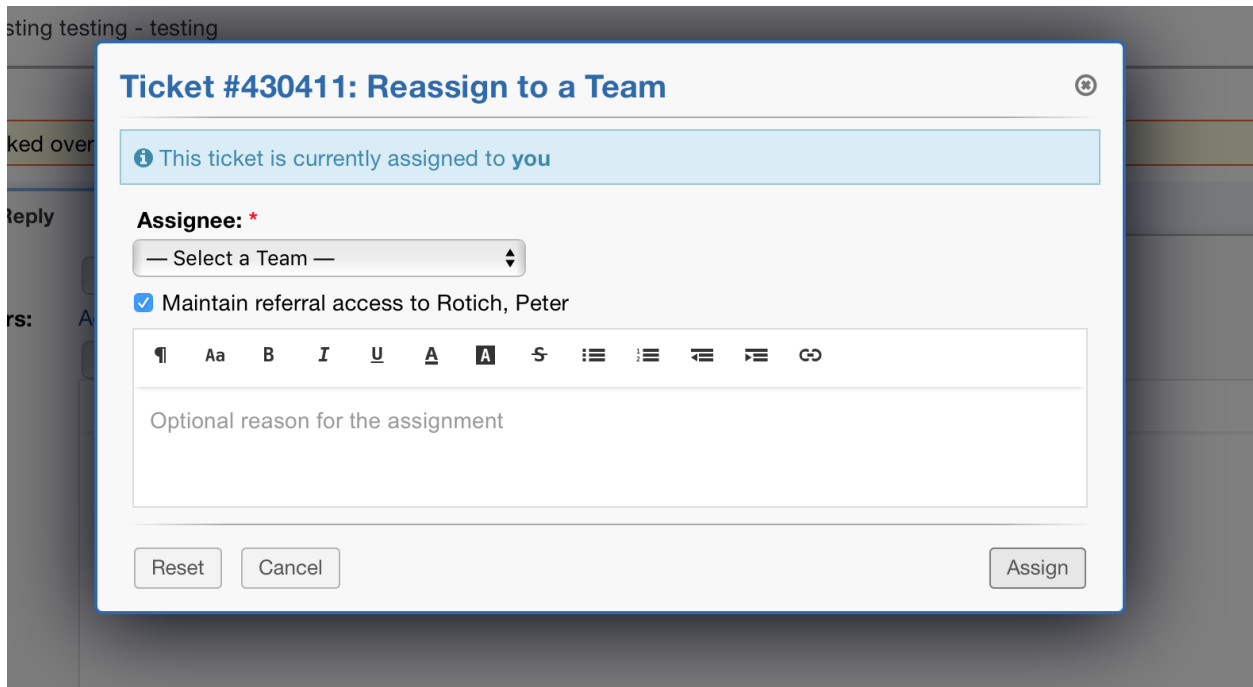 sting testing - testing
Ticket #430411: Reassign to a Team
ked over
This ticket is currently assigned to you
Reply
Assignee: *
— Select a Team —
Maintain referral access to Rotich, Peter
rs:
A
Aa B I U A A S
Optional reason for the assignment
Reset Cancel Assign